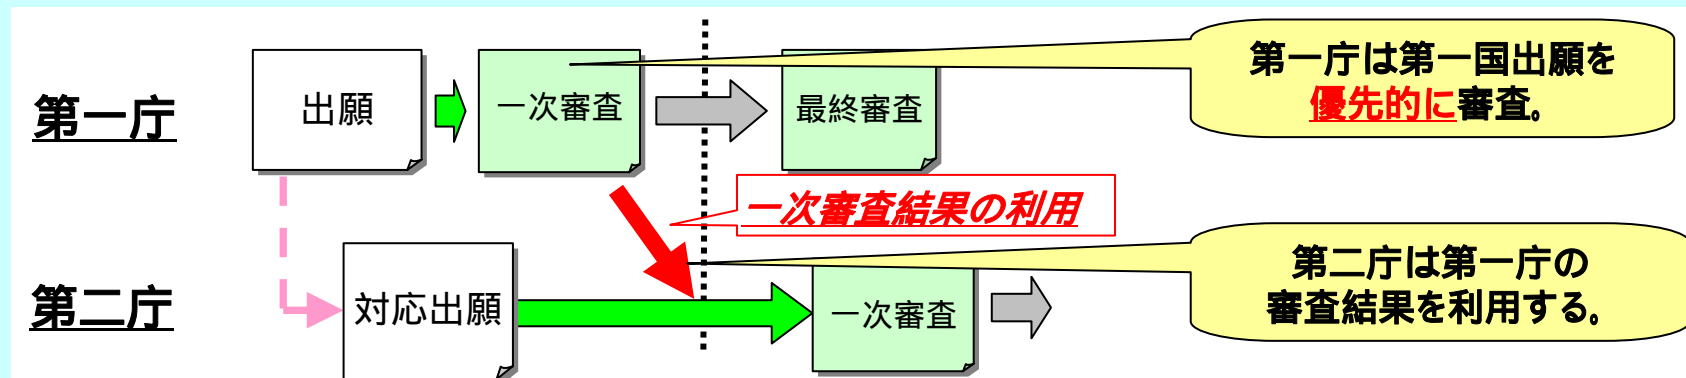 第一庁
出願
一次審査
最終審査
第一庁は第一国出願を
優先的に審査。
一次審査結果の利用
第二庁
対応出願
一次審査
第二庁は第一庁の
審査結果を利用する。